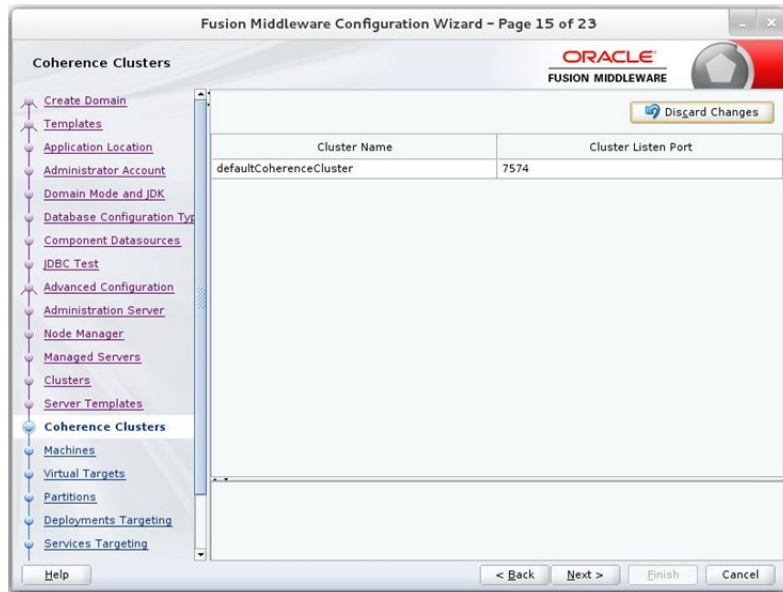 Fusion Middleware Configuration Wizard - Page 15 of 23
Coherence Clusters
ORACLE
FUSION MIDDLEWARE
Create Domain
Templates
Application Location
Administrator Account
Domain Mode and JDK
Database Configuration Typ
Component Datasources
JDBC Test
Advanced Configuration
Administration Server
Node Manager
Managed Servers
Clusters
Server Templates
Coherence Clusters
Machines
Virtual Targets
Partitions
Deployments Targeting
Services Targeting
Discard Changes
Cluster Name Cluster Listen Port
defaultCoherenceCluster 7574
Help < Back Next > Finish Cancel